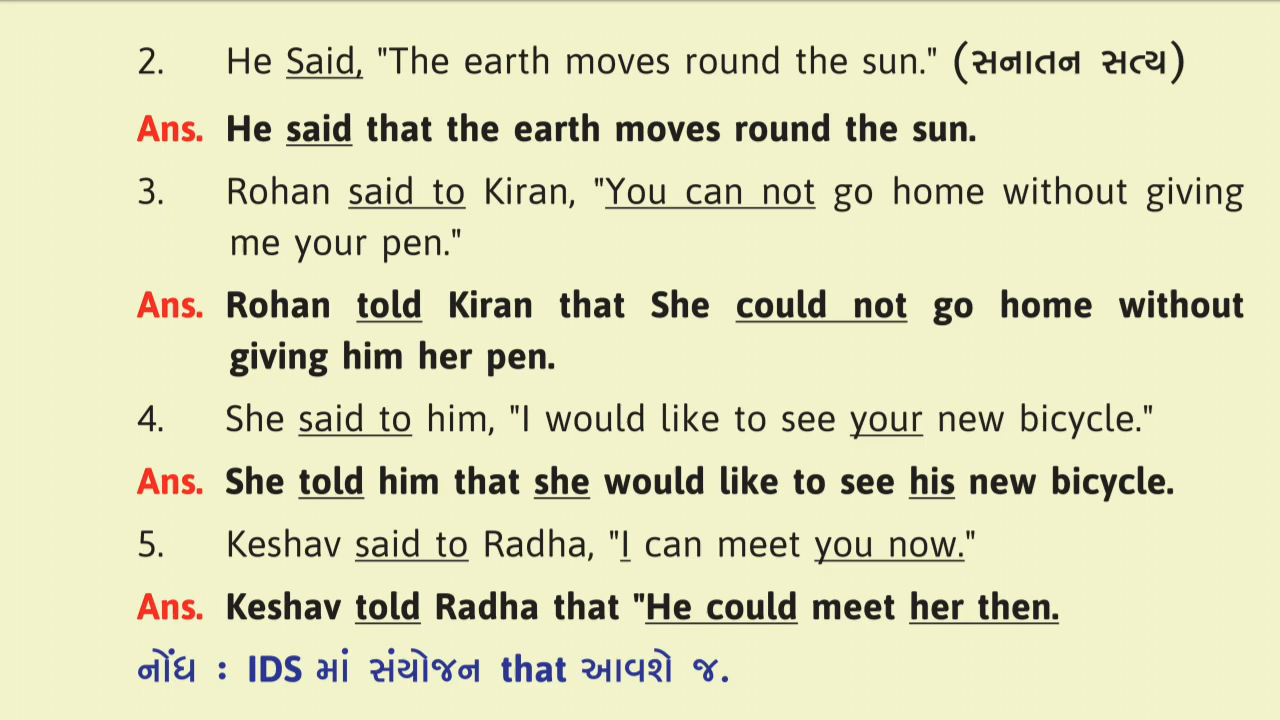 2. He Said, "The earth moves round the sun." (સનાતન સત્ય)
Ans. He said that the earth moves round the sun.
3. Rohan said to Kiran, "You can not go home without giving
me your pen."
Ans. Rohan told Kiran that She could not go home without
giving him her pen.
4. She said to him, "I would like to see your new bicycle."
Ans. She told him that she would like to see his new bicycle.
5. Keshav said to Radha, "I can meet you now."
Ans. Keshav told Radha that "He could meet her then.
નોંધ : IDS માં સંયોજન that આવશે જ.